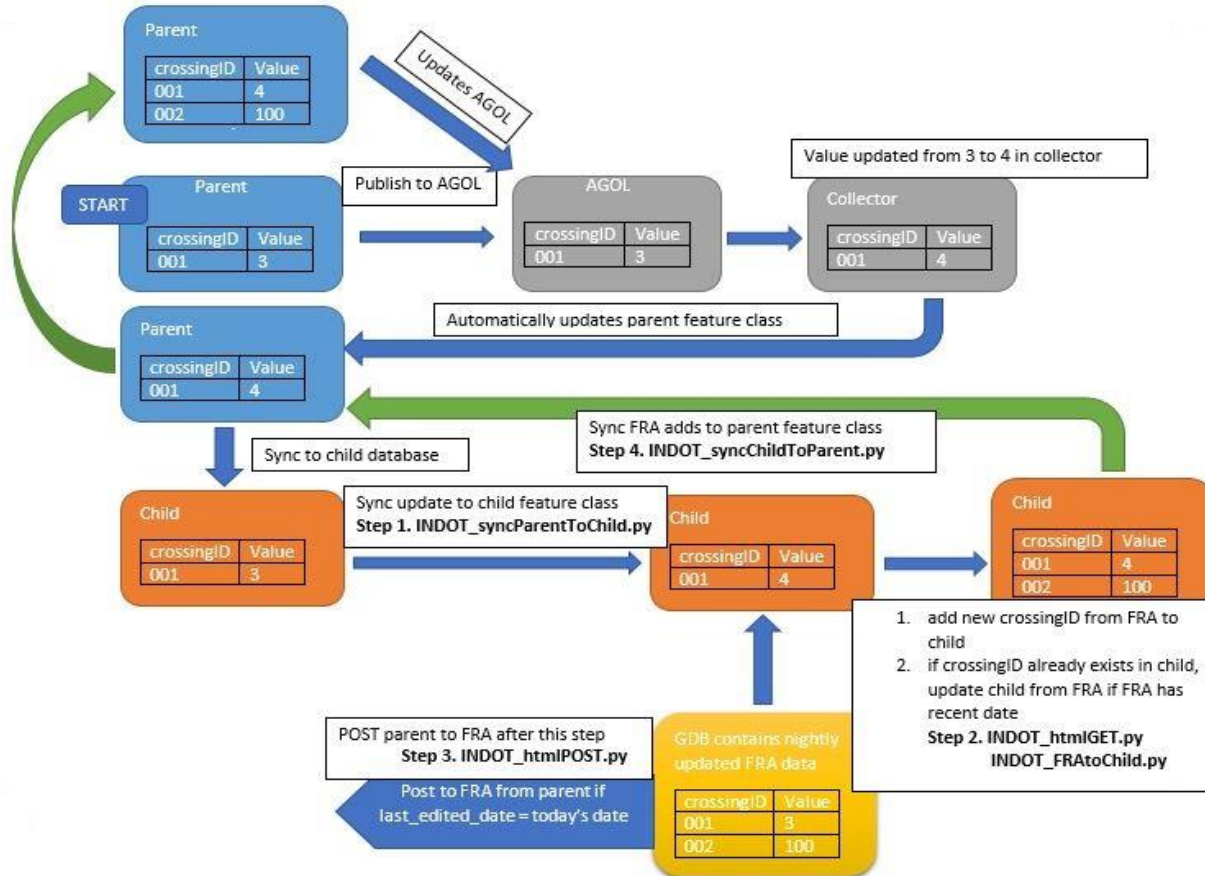 Parent
crossingID Value
001 4
002 100
Updates AGOL
START
Parent
crossingID Value
001 3
Publish to AGOL
AGOL
crossingID Value
001 3
Value updated from 3 to 4 in collector
Collector
crossingID Value
001 4
Automatically updates parent feature class
Parent
crossingID Value
001 4
Sync FRA adds to parent feature class
Step 4. INDOT_syncChildToParent.py
Sync to child database
Child
crossingID Value
001 3
Sync update to child feature class
Step 1. INDOT_syncParentToChild.py
Child
crossingID Value
001 4
Child
crossingID Value
001 4
002 100
1. add new crossingID from FRA to
child
2. if crossingID already exists in child,
update child from FRA if FRA has
recent date
Step 2. INDOT_htmlGET.py
INDOT_FRAtoChild.py
POST parent to FRA after this step
Step 3. INDOT_htmlPOST.py
Post to FRA from parent if
last_edited_date = today's date
GDB contains nightly
updated FRA data
crossingID Value
001 3
002 100